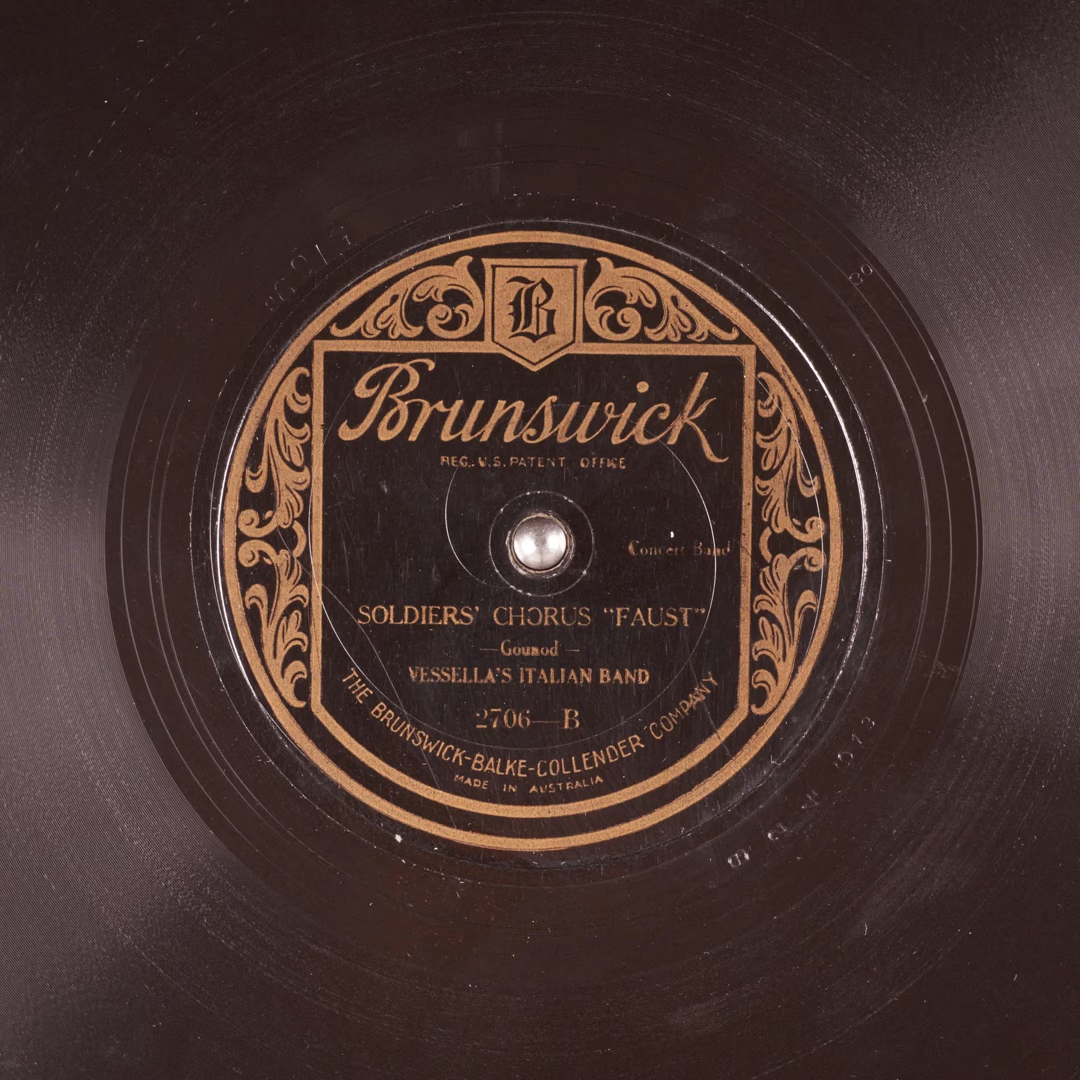 B
Brunswick
REG. U.S. PATENT OFFICE
Concert Band
SOLDIERS' CHORUS "FAUST"
— Gounod —
VESSELLA'S ITALIAN BAND
2706—B
THE BRUNSWICK-BALKE-COLLENDER COMPANY
MADE IN AUSTRALIA